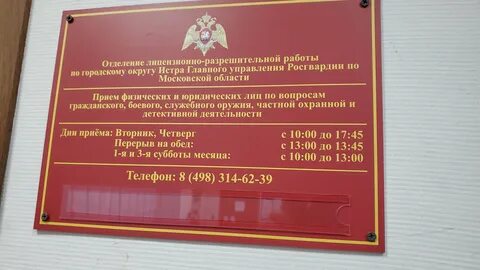 Отделение лицензионно-разрешительной работы
по городскому округу Истра Главного управления Росгвардии по
Московской области
Прием физических и юридических лиц по вопросам
гражданского, боевого, служебного оружия, частной охранной и
детективной деятельности
Дни приёма: Вторник, Четверг с 10:00 до 17:45
Перерыв на обед: с 13:00 до 13:45
1-я и 3-я субботы месяца: с 10:00 до 13:00
Телефон: 8 (498) 314-62-39